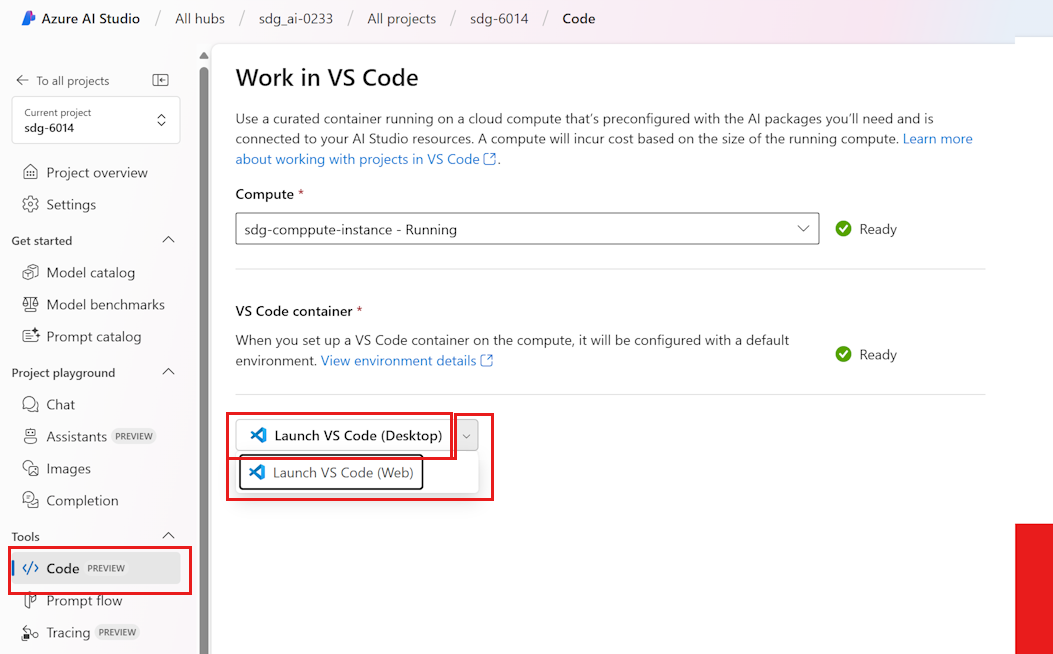 Azure AI Studio / All hubs / sdg_ai-0233 / All projects / sdg-6014 / Code
To all projects
Current project
sdg-6014
Project overview
Settings
Get started
Model catalog
Model benchmarks
Prompt catalog
Project playground
Chat
Assistants PREVIEW
Images
Completion
Tools
Code PREVIEW
Prompt flow
Tracing PREVIEW
Work in VS Code
Use a curated container running on a cloud compute that's preconfigured with the AI packages you'll need and is
connected to your AI Studio resources. A compute will incur cost based on the size of the running compute. Learn more
about working with projects in VS Code.
Compute *
sdg-comppute-instance - Running
Ready
VS Code container *
When you set up a VS Code container on the compute, it will be configured with a default
environment. View environment details
Ready
Launch VS Code (Desktop)
Launch VS Code (Web)